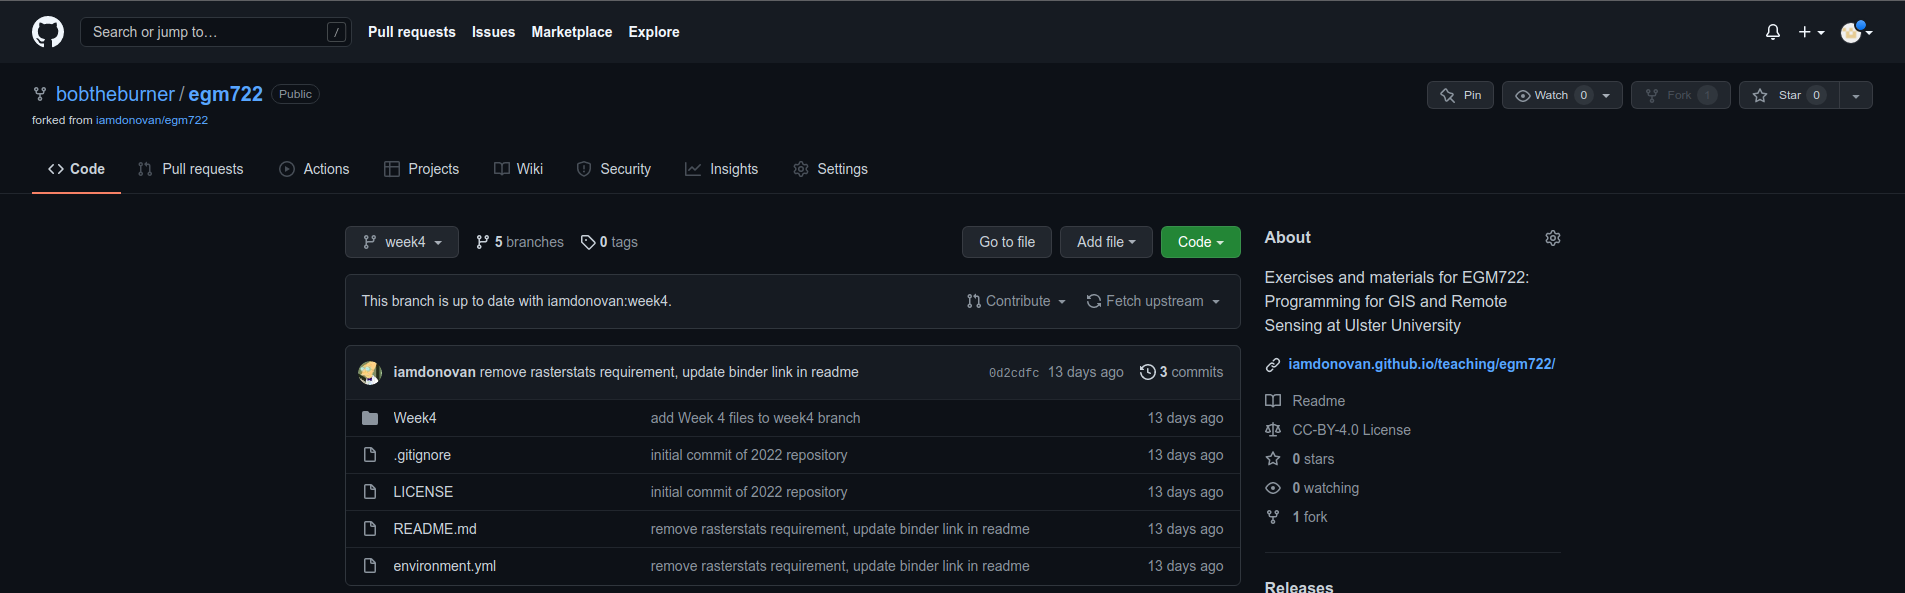 Search or jump to… /
Pull requests Issues Marketplace Explore
bobtheburner / egm722 Public
forked from iamdonovan/egm722
Pin Watch 0 Fork 1 Star 0
Code Pull requests Actions Projects Wiki Security Insights Settings
week4 5 branches 0 tags Go to file Add file Code
This branch is up to date with iamdonovan:week4. Contribute Fetch upstream
iamdonovan remove rasterstats requirement, update binder link in readme 0d2cdfc 13 days ago 3 commits
Week4 add Week 4 files to week4 branch 13 days ago
.gitignore initial commit of 2022 repository 13 days ago
LICENSE initial commit of 2022 repository 13 days ago
README.md remove rasterstats requirement, update binder link in readme 13 days ago
environment.yml remove rasterstats requirement, update binder link in readme 13 days ago
About
Exercises and materials for EGM722:
Programming for GIS and Remote
Sensing at Ulster University
iamdonovan.github.io/teaching/egm722/
Readme
CC-BY-4.0 License
0 stars
0 watching
1 fork
Releases